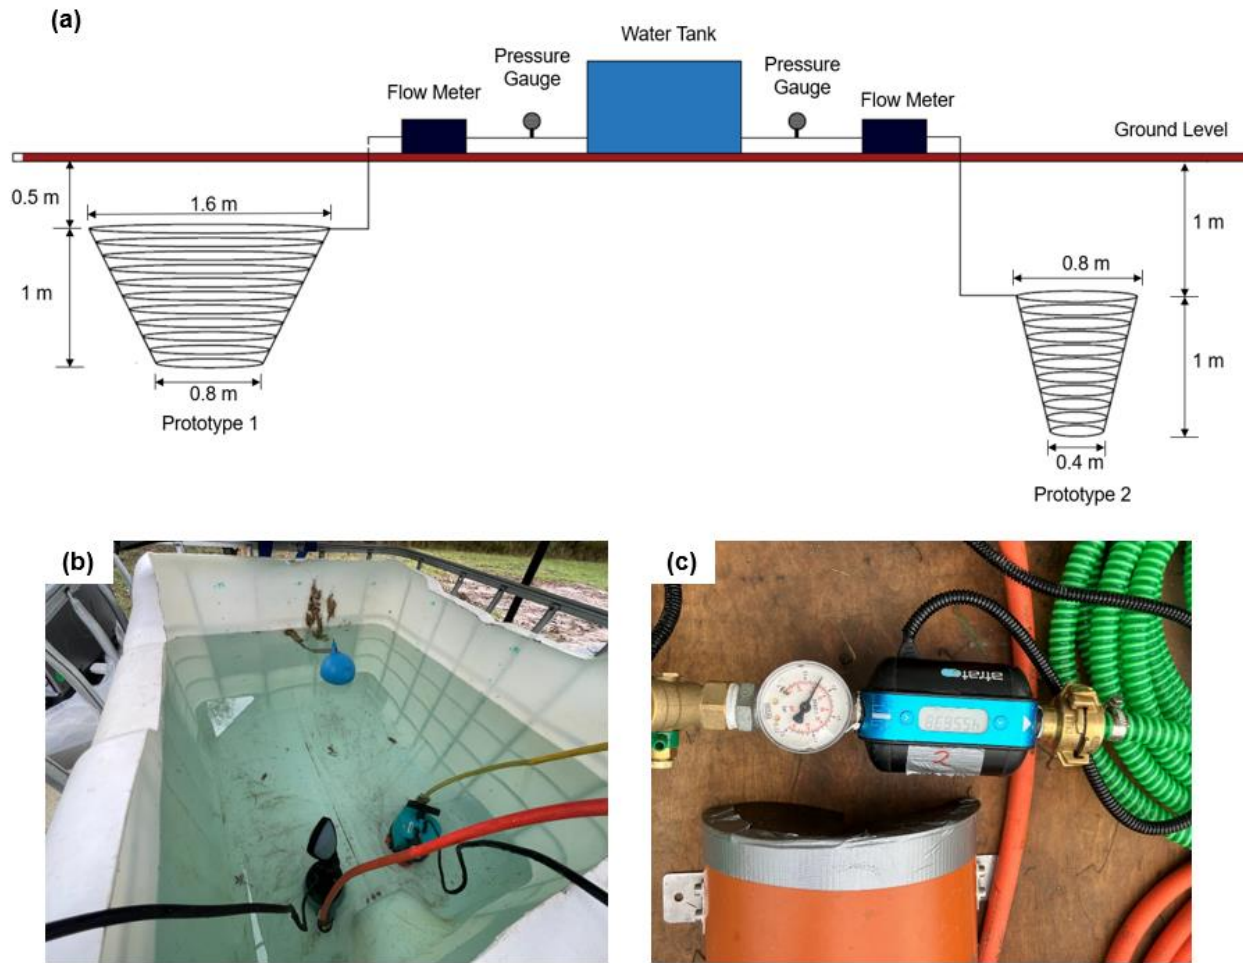 (a)
Water Tank
Pressure
Gauge
Pressure
Gauge
Flow Meter
Flow Meter
Ground Level
0.5 m
1.6 m
1 m
0.8 m
1 m
0.8 m
Prototype 1
1 m
0.4 m
Prototype 2
(b)
(c)
atrato
2